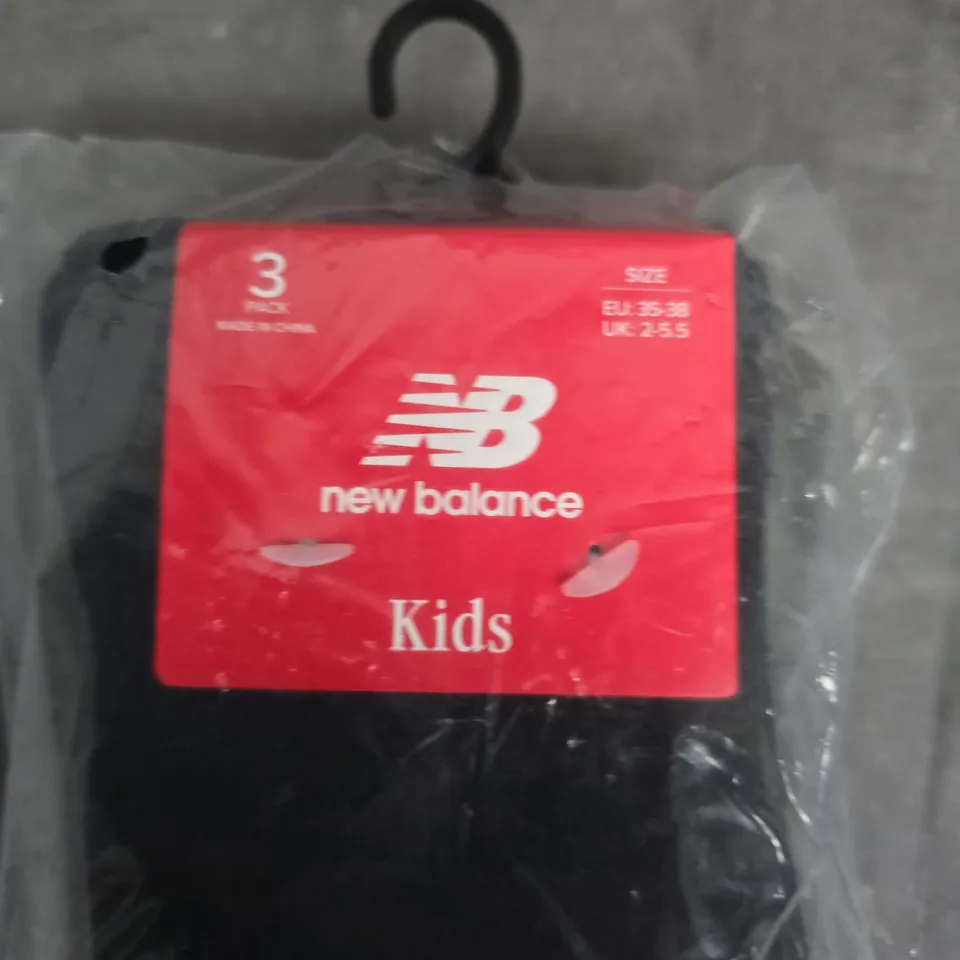 3
PACK
MADE IN CHINA
SIZE
EU: 35-38
UK: 2-5.5
NB
new balance
Kids